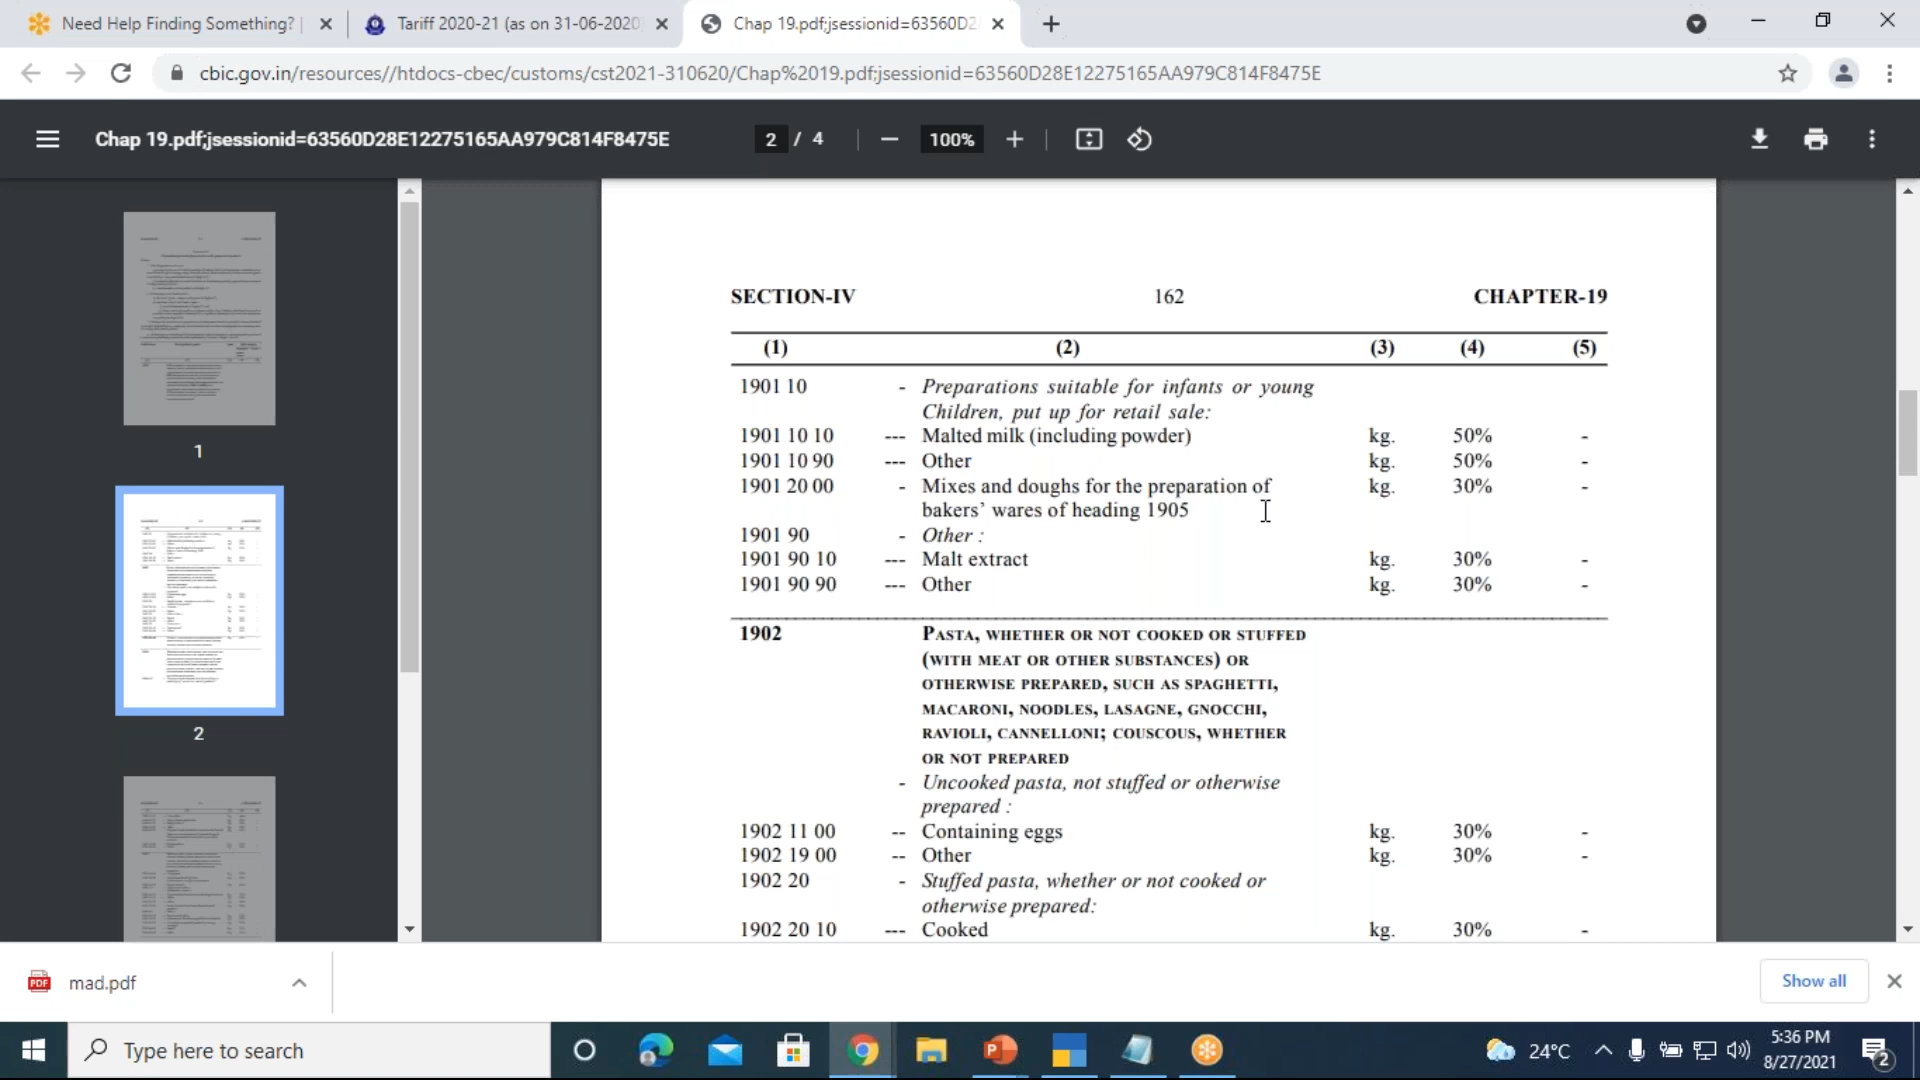 Need Help Finding Something? |
Tariff 2020-21 (as on 31-06-2020
Chap 19.pdf;jsessionid=63560D2
cbic.gov.in/resources//htdocs-cbec/customs/cst2021-310620/Chap%2019.pdf;jsessionid=63560D28E12275165AA979C814F8475E
Chap 19.pdf;jsessionid=63560D28E12275165AA979C814F8475E
2 / 4
100%
1
2
SECTION-IV 162 CHAPTER-19
(1) (2) (3) (4) (5)
1901 10 - Preparations suitable for infants or young
Children, put up for retail sale:
1901 10 10 --- Malted milk (including powder) kg. 50% -
1901 10 90 --- Other kg. 50% -
1901 20 00 - Mixes and doughs for the preparation of kg. 30% -
bakers’ wares of heading 1905
1901 90 - Other :
1901 90 10 --- Malt extract kg. 30% -
1901 90 90 --- Other kg. 30% -
1902 PASTA, WHETHER OR NOT COOKED OR STUFFED
(WITH MEAT OR OTHER SUBSTANCES) OR
OTHERWISE PREPARED, SUCH AS SPAGHETTI,
MACARONI, NOODLES, LASAGNE, GNOCCHI,
RAVIOLI, CANNELLONI; COUSCOUS, WHETHER
OR NOT PREPARED
- Uncooked pasta, not stuffed or otherwise
prepared :
1902 11 00 -- Containing eggs kg. 30% -
1902 19 00 -- Other kg. 30% -
1902 20 - Stuffed pasta, whether or not cooked or
otherwise prepared:
1902 20 10 --- Cooked kg. 30% -
PDF mad.pdf
Show all
Type here to search
24°C
5:36 PM
8/27/2021
2